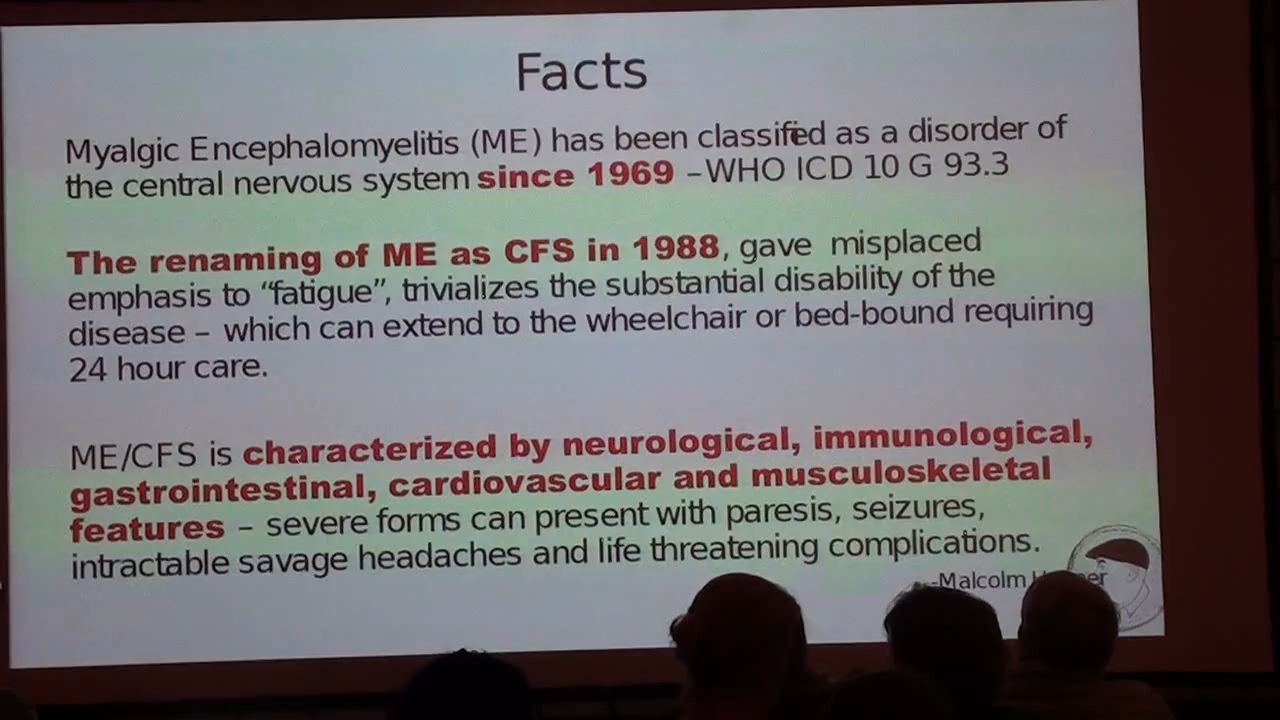 Facts
Myalgic Encephalomyelitis (ME) has been classified as a disorder of
the central nervous system since 1969 –WHO ICD 10 G 93.3
The renaming of ME as CFS in 1988, gave misplaced
emphasis to “fatigue”, trivializes the substantial disability of the
disease – which can extend to the wheelchair or bed-bound requiring
24 hour care.
ME/CFS is characterized by neurological, immunological,
gastrointestinal, cardiovascular and musculoskeletal
features – severe forms can present with paresis, seizures,
intractable savage headaches and life threatening complications.
-Malcolm